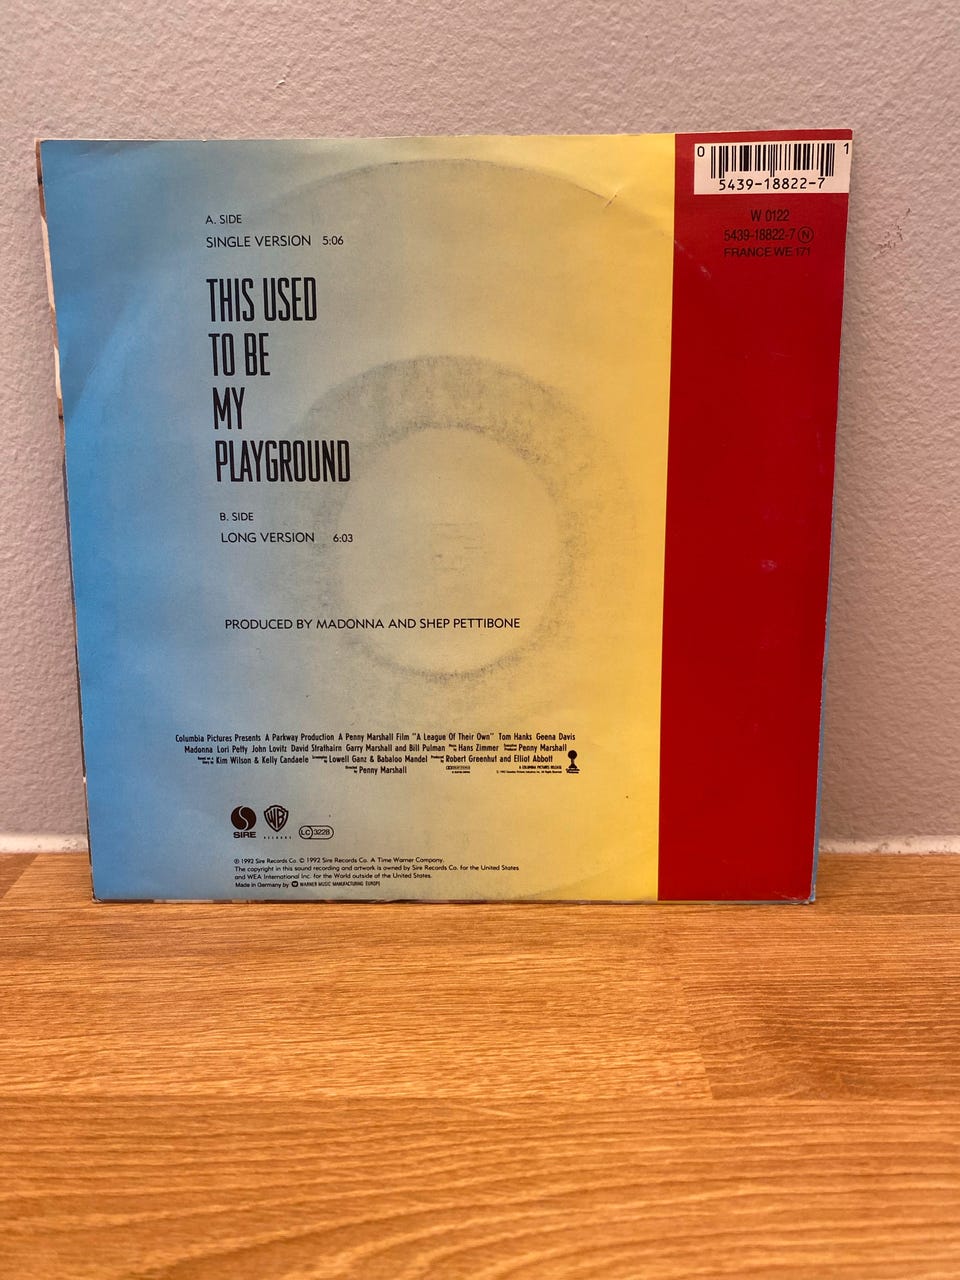 0 1
5439-18822-7
W 0122
5439-18822-7 N
FRANCE WE 171
A. SIDE
SINGLE VERSION 5:06
THIS USED
TO BE
MY
PLAYGROUND
B. SIDE
LONG VERSION 6:03
PRODUCED BY MADONNA AND SHEP PETTIBONE
Columbia Pictures Presents A Parkway Production A Penny Marshall Film "A League Of Their Own" Tom Hanks Geena Davis
Madonna Lori Petty John Lovitz David Strathairn Garry Marshall and Bill Pulman Hans Zimmer Penny Marshall
Kim Wilson & Kelly Candaele Lowell Ganz & Babaloo Mandel Robert Greenhut and Elliot Abbott
Penny Marshall
A COLUMBIA PICTURES RELEASE
SIRE WB LC 3228
RECORDS
℗ 1992 Sire Records Co. © 1992 Sire Records Co. A Time Warner Company.
The copyright in this sound recording and artwork is owned by Sire Records Co. for the United States
and WEA International Inc. for the World outside of the United States.
Made in Germany by WARNER MUSIC MANUFACTURING EUROPE